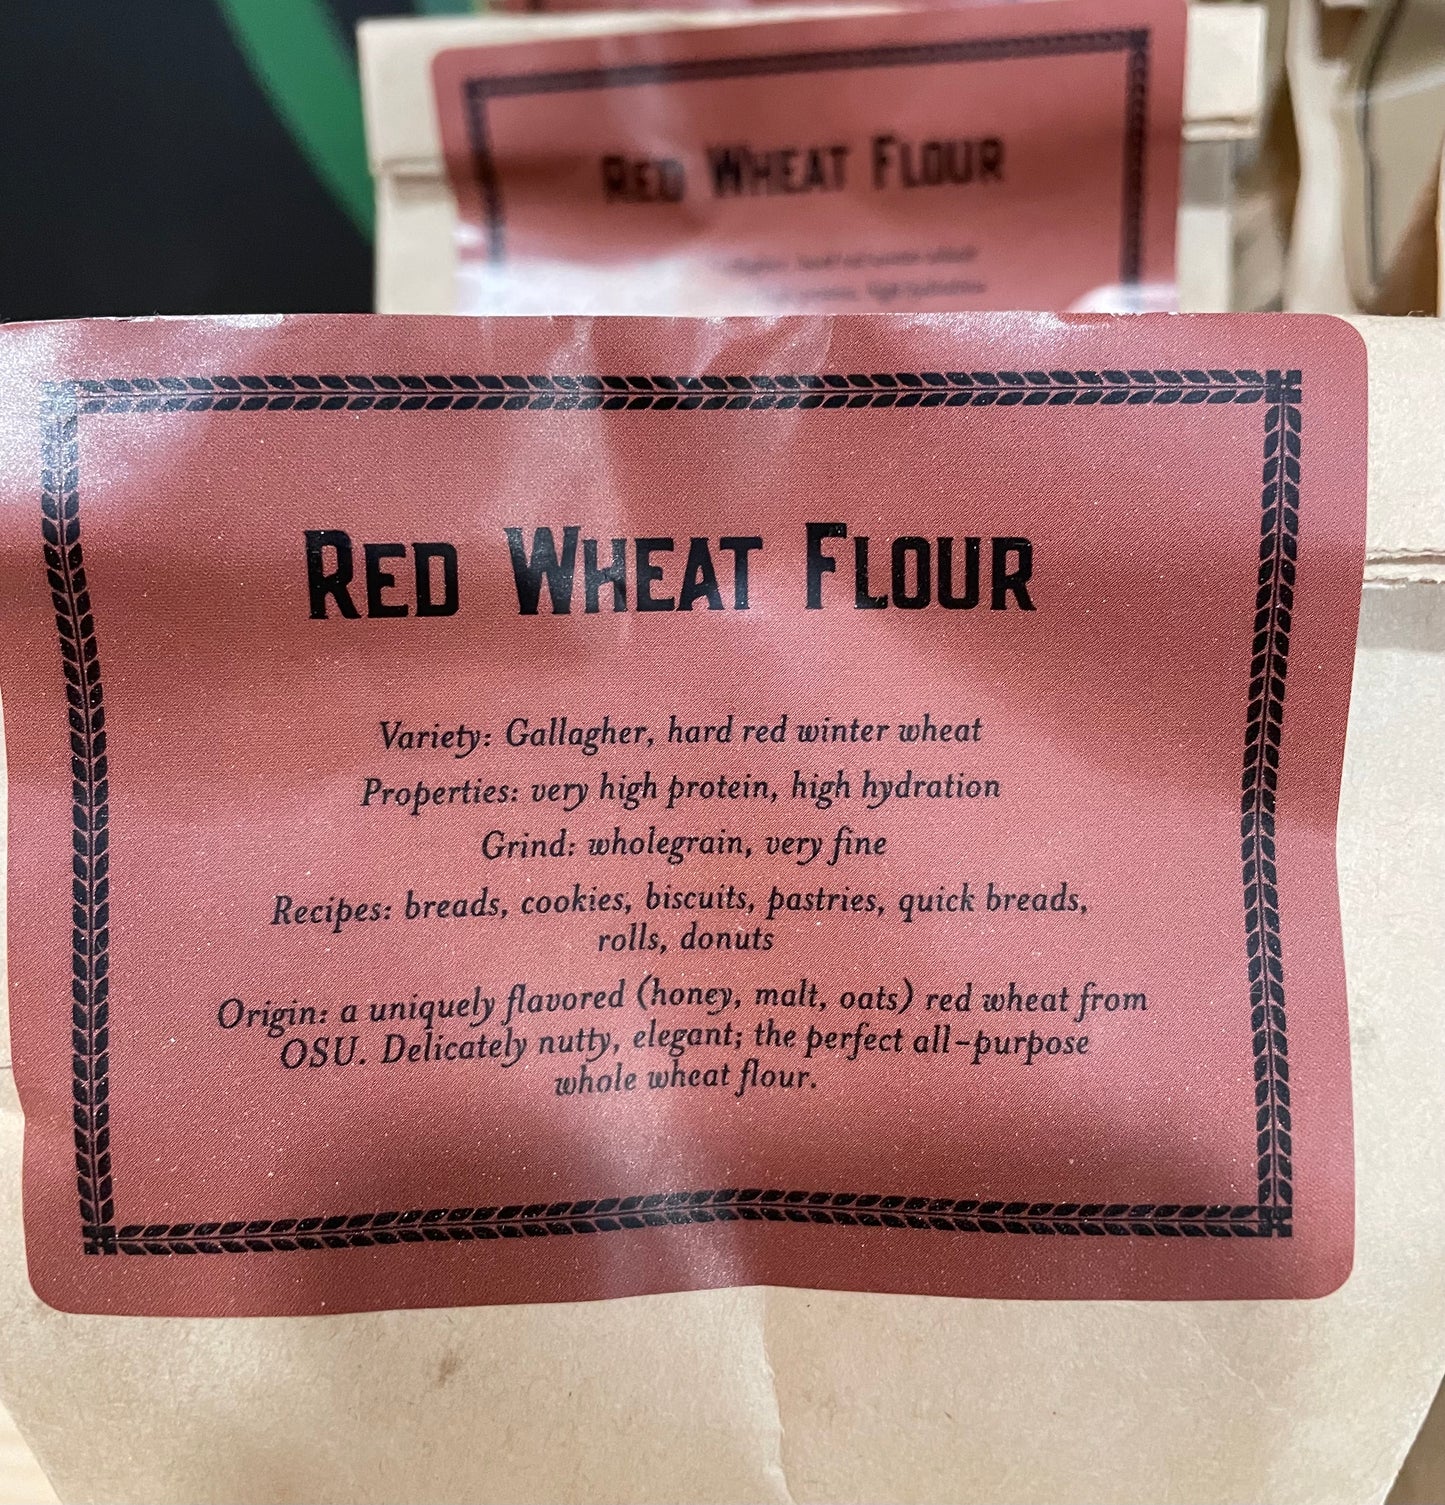 RED WHEAT FLOUR
RED WHEAT FLOUR
Variety: Gallagher, hard red winter wheat
Properties: very high protein, high hydration
Grind: wholegrain, very fine
Recipes: breads, cookies, biscuits, pastries, quick breads,
rolls, donuts
Origin: a uniquely flavored (honey, malt, oats) red wheat from
OSU. Delicately nutty, elegant; the perfect all-purpose
whole wheat flour.